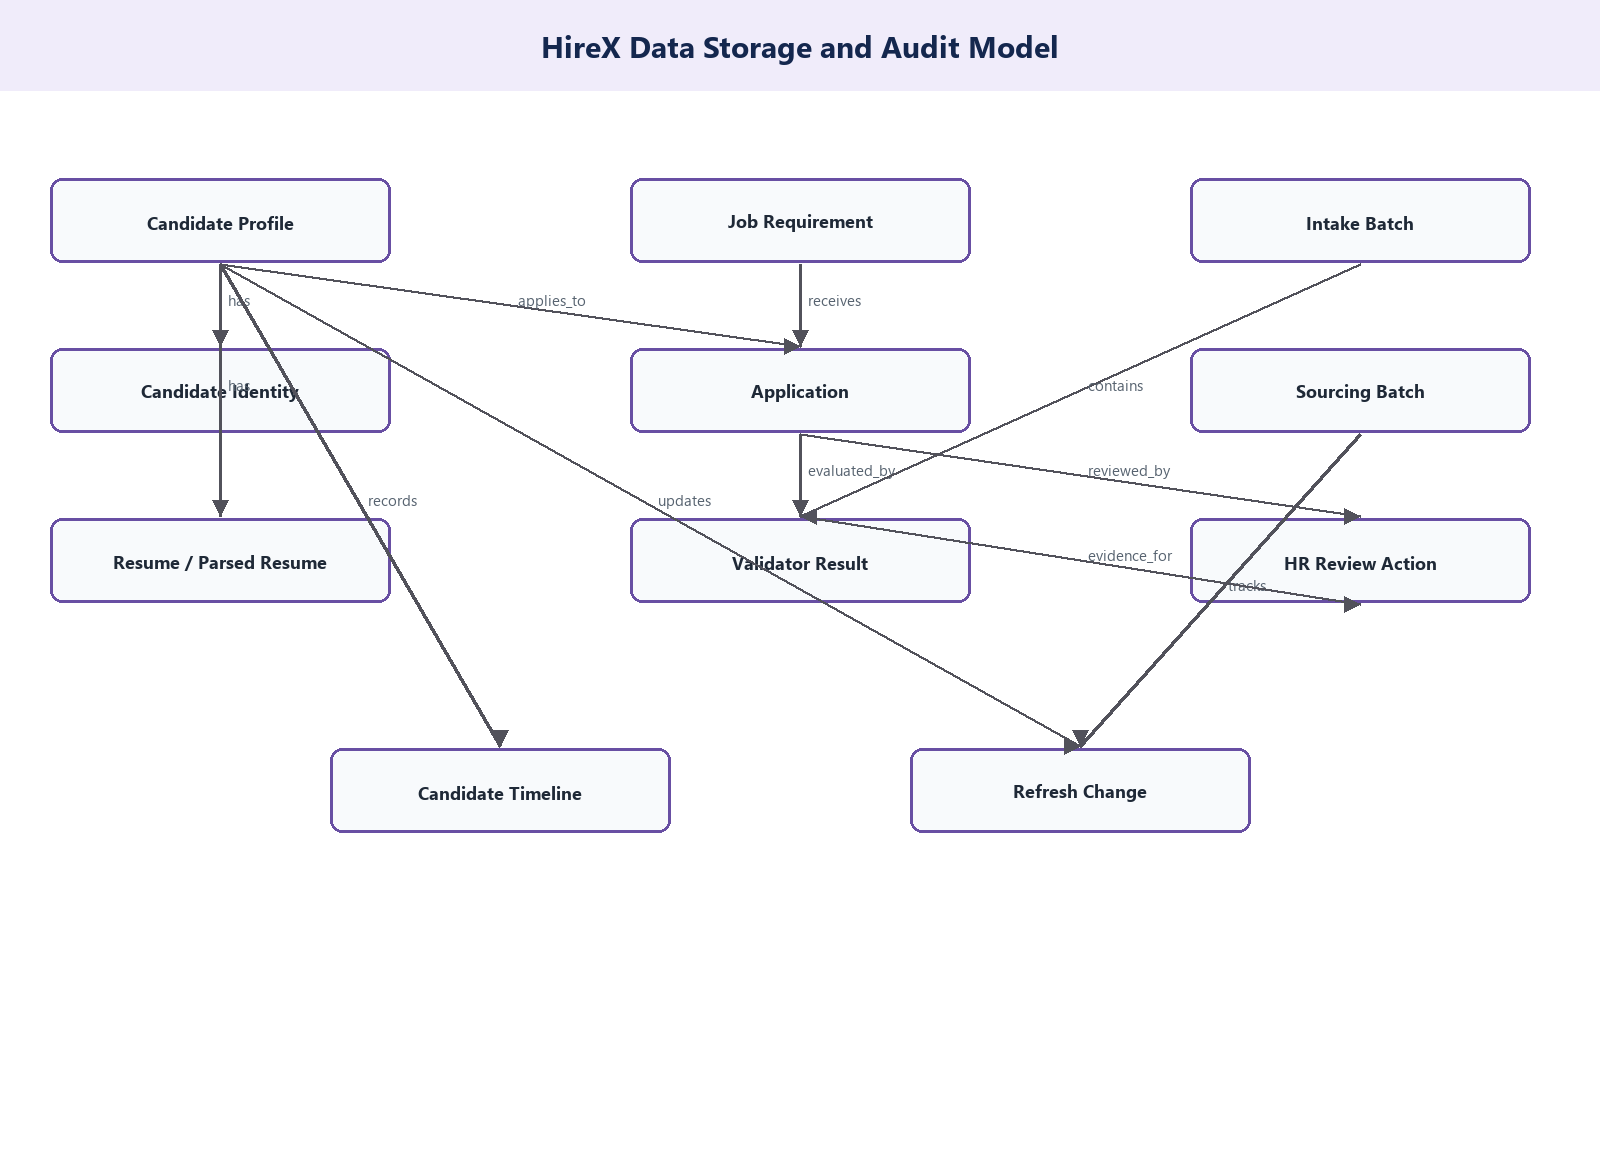 HireX Data Storage and Audit Model
Candidate Profile
Job Requirement
Intake Batch
has
applies_to
receives
Candidate Identity
has
Application
contains
Sourcing Batch
evaluated_by
reviewed_by
records
updates
Resume / Parsed Resume
Validator Result
evidence_for
HR Review Action
tracks
Candidate Timeline
Refresh Change